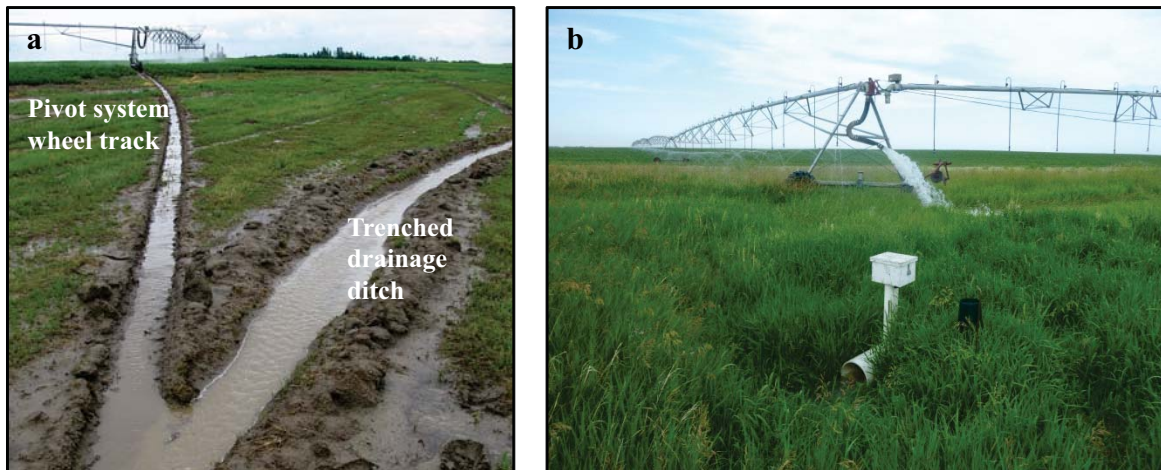 a
Pivot system
wheel track
Trenched
drainage
ditch
b